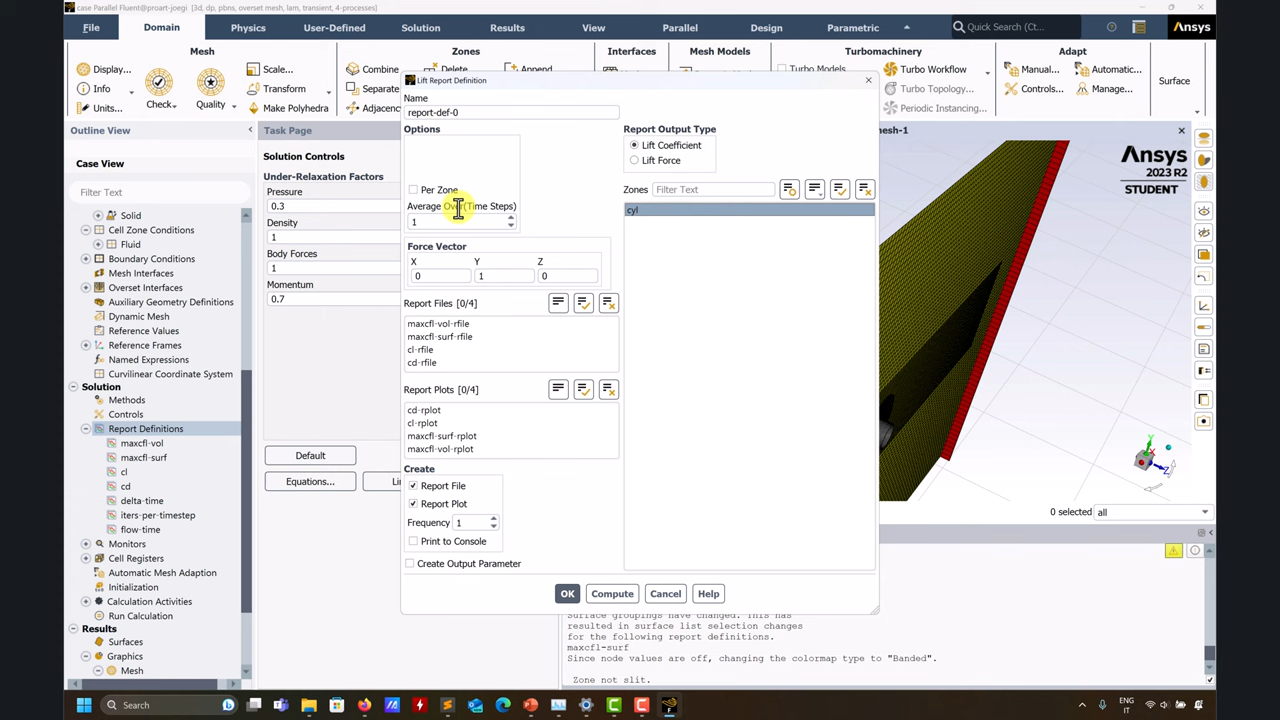 case Parallel Fluent@proart-joegi [3d, dp, pbns, overset mesh, lam, transient, 4-processes]
File Domain Physics User-Defined Solution Results View Parallel Design Parametric
Quick Search (Ct...
Ansys
Mesh Zones Interfaces Mesh Models Turbomachinery Adapt
Display... Scale... Combine Delete Append Turbo Models Turbo Workflow Manual... Automatic...
Info Check Quality Transform Separate Turbo Topology... Controls... Manage... Surface
Units... Make Polyhedra Adjacency Periodic Instancing...
Outline View
Case View
Filter Text
Solid
Cell Zone Conditions
Fluid
Boundary Conditions
Mesh Interfaces
Overset Interfaces
Auxiliary Geometry Definitions
Dynamic Mesh
Reference Values
Reference Frames
Named Expressions
Curvilinear Coordinate System
Solution
Methods
Controls
Report Definitions
maxcfl-vol
maxcfl-surf
cl
cd
delta-time
iters-per-timestep
flow-time
Monitors
Cell Registers
Automatic Mesh Adaption
Initialization
Calculation Activities
Run Calculation
Results
Surfaces
Graphics
Mesh
Task Page
Solution Controls
Under-Relaxation Factors
Pressure
0.3
Density
1
Body Forces
1
Momentum
0.7
Default
Equations...
Lift Report Definition
Name
report-def-0
Options
Per Zone
Average Over(Time Steps)
1
Force Vector
X Y Z
0 1 0
Report Files [0/4]
maxcfl-vol-rfile
maxcfl-surf-rfile
cl-rfile
cd-rfile
Report Plots [0/4]
cd-rplot
cl-rplot
maxcfl-surf-rplot
maxcfl-vol-rplot
Create
Report File
Report Plot
Frequency 1
Print to Console
Create Output Parameter
Report Output Type
Lift Coefficient
Lift Force
Zones Filter Text
cyl
OK Compute Cancel Help
mesh-1
Ansys
2023 R2
STUDENT
Y
Z
0 selected all
Surface groupings have changed. This has
resulted in surface list selection changes
for the following report definitions.
maxcfl-surf
Since node values are off, changing the colormap type to "Banded".
Zone not slit.
Search
ENG
IT